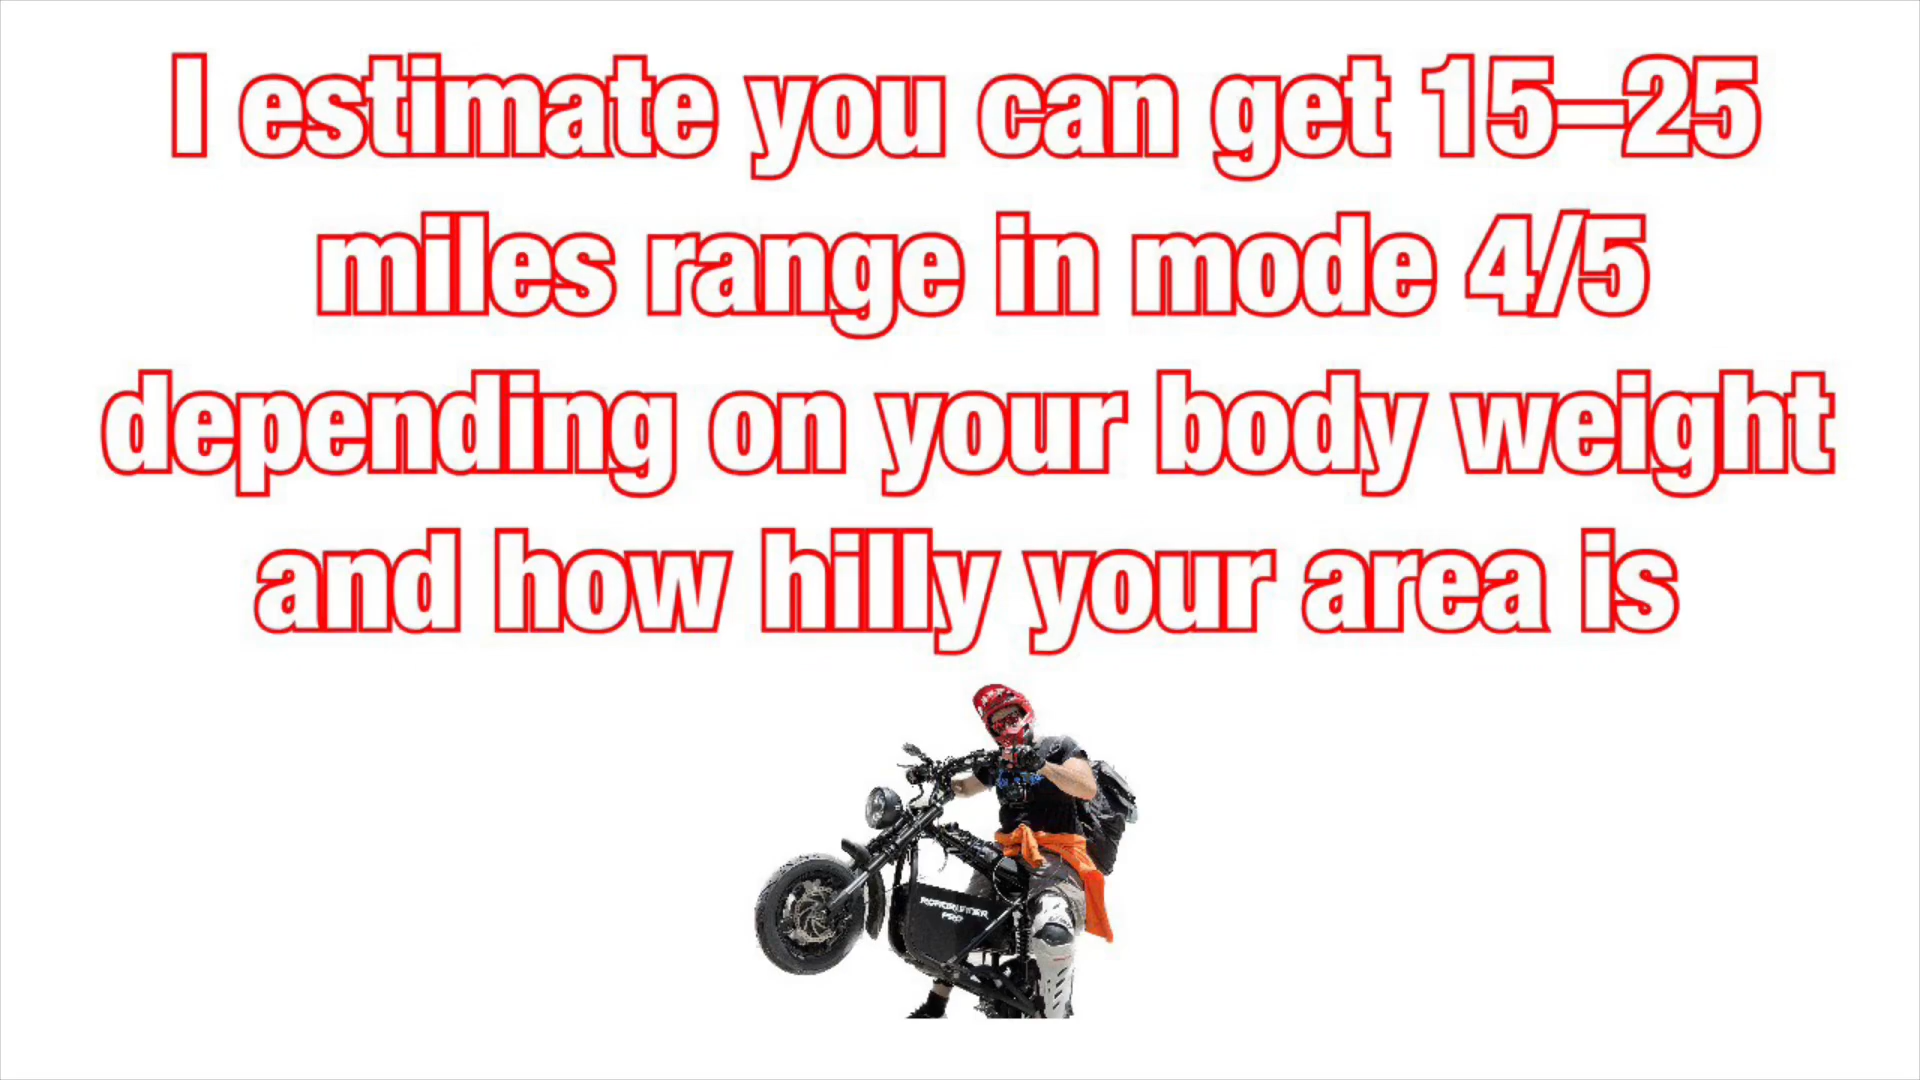 I estimate you can get 15–25
miles range in mode 4/5
depending on your body weight
and how hilly your area is
PRO